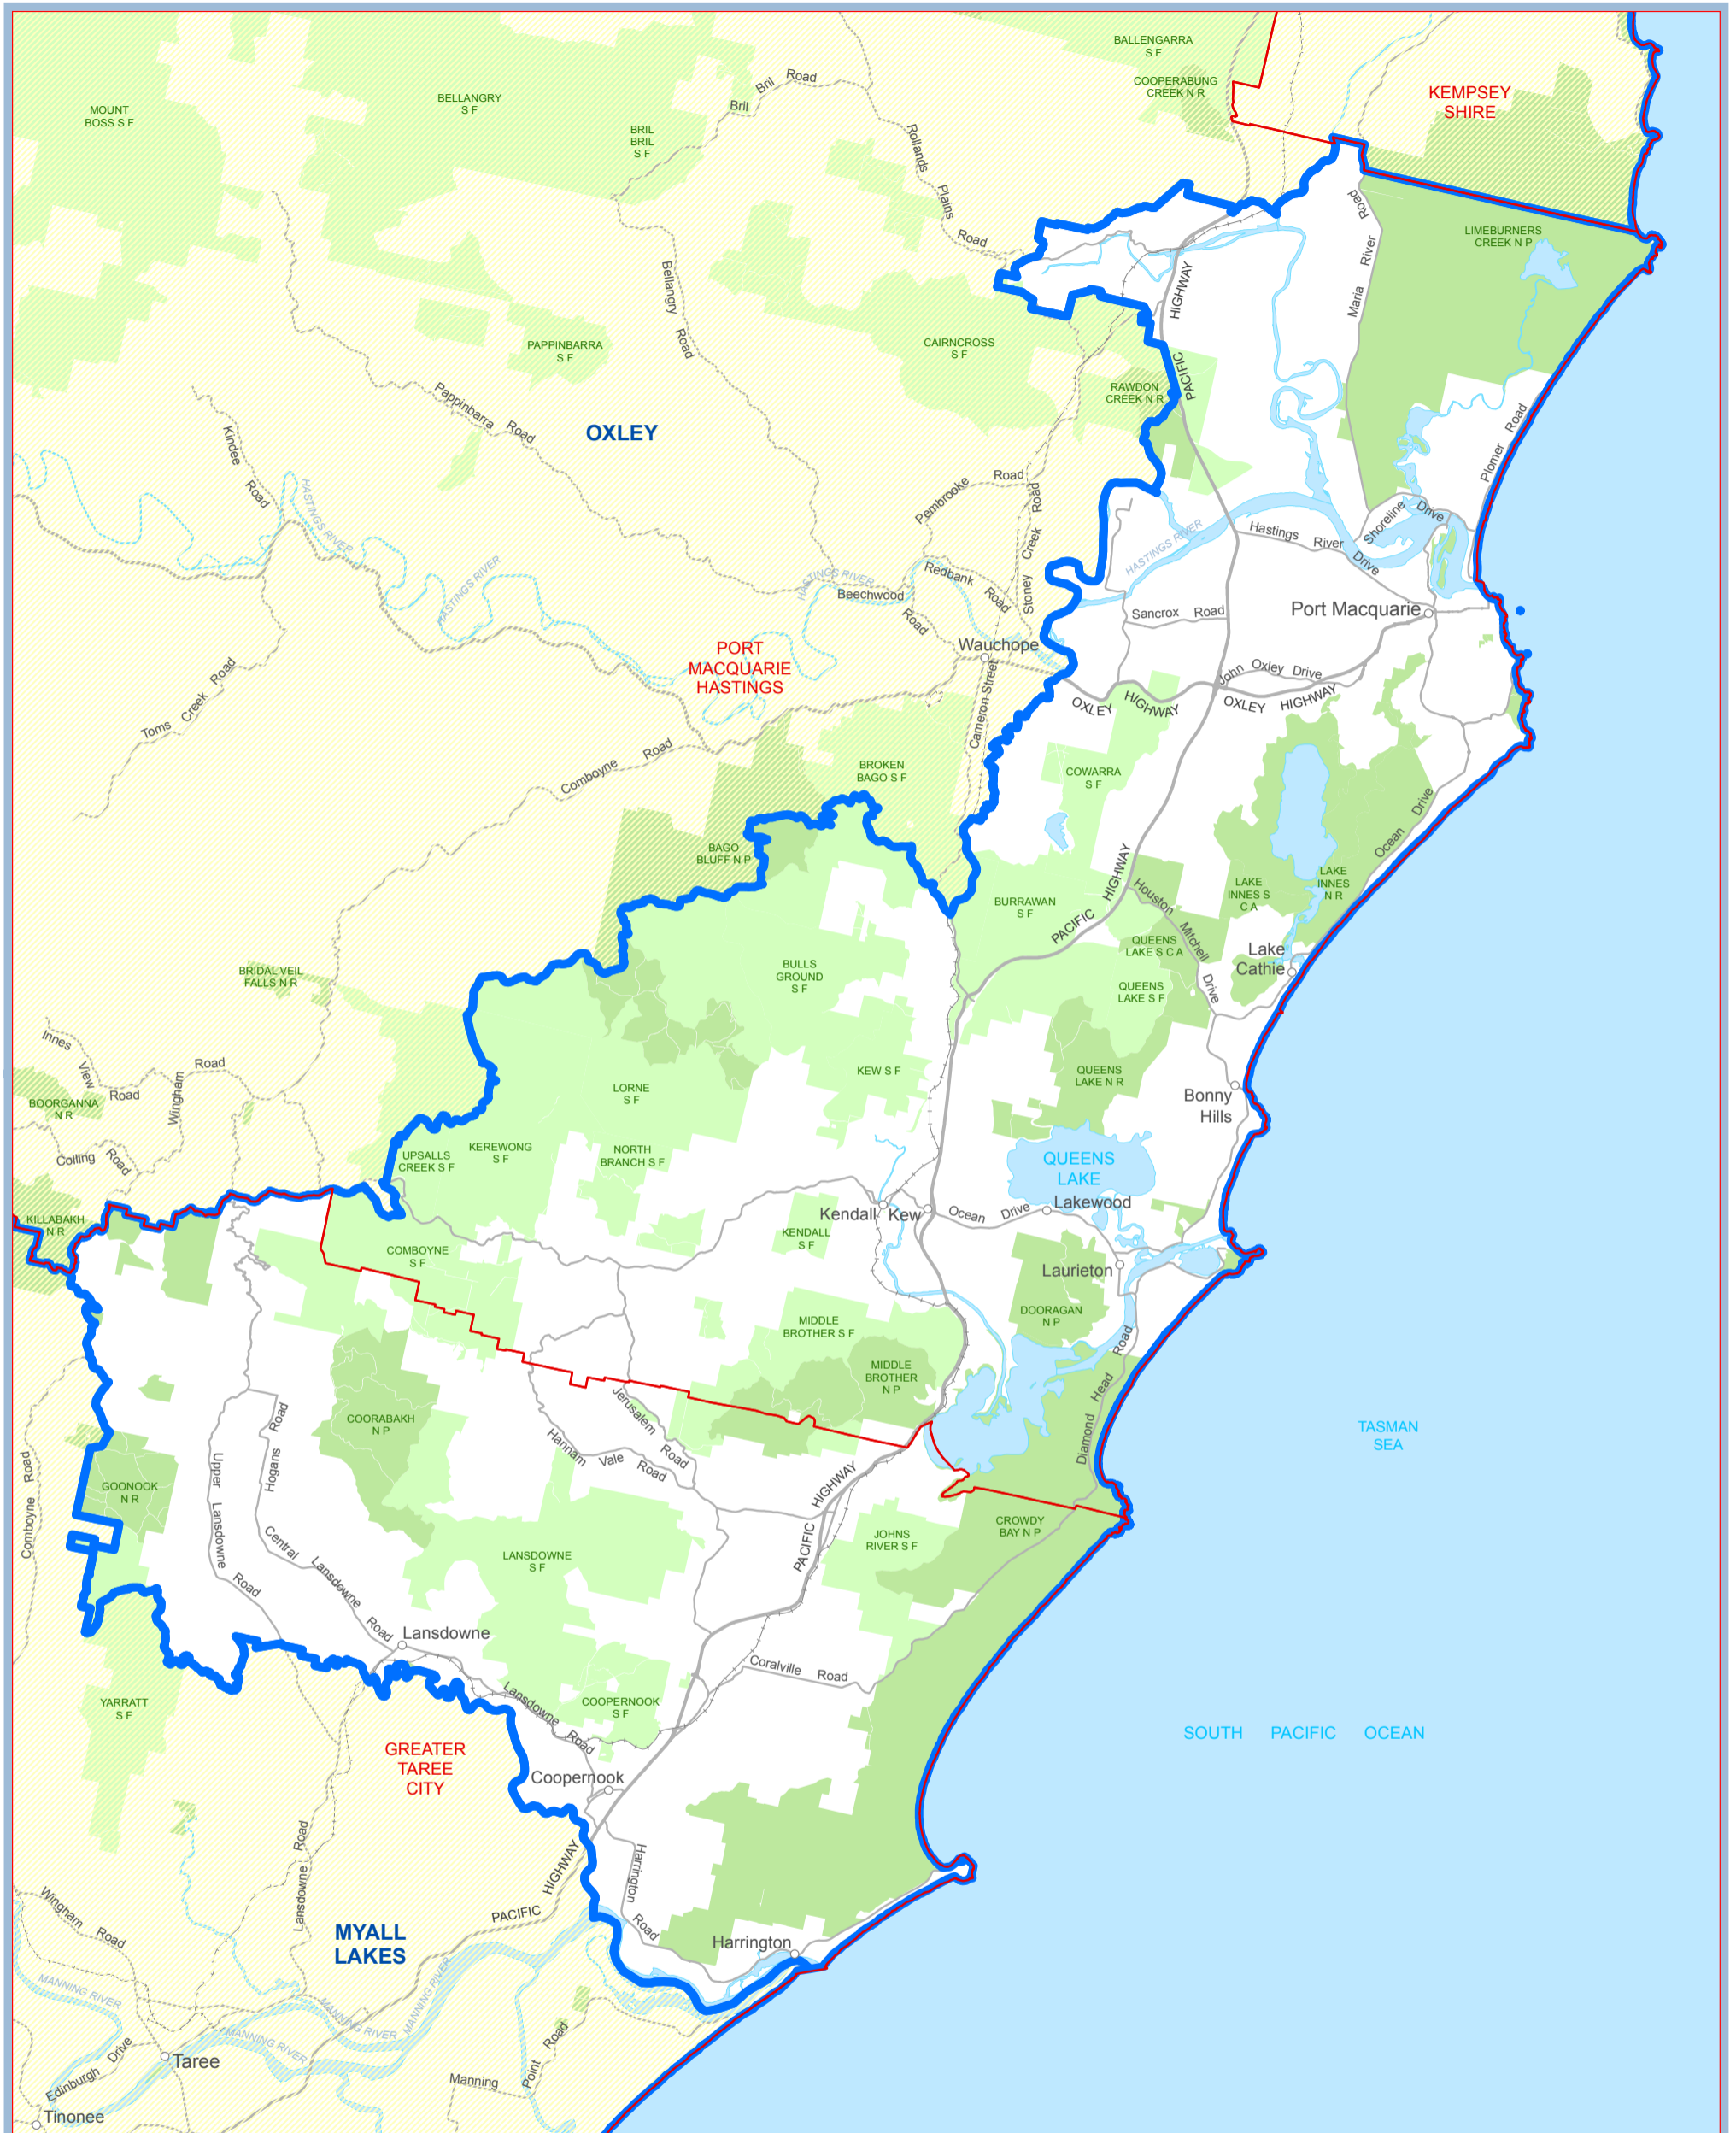 BALLENGARRA
S F
COOPERABUNG
CREEK N R
KEMPSEY
SHIRE
MOUNT
BOSS S F
BELLANGRY
S F
BRIL
BRIL
S F
Bril
Bril
Road
Rollands
Plains
Road
LIMEBURNERS
CREEK N P
Road
River
Maria
HIGHWAY
PACIFIC
Bellangry
Road
PAPPINBARRA
S F
CAIRNCROSS
S F
RAWDON
CREEK N R
Pappinbarra
Road
OXLEY
Kindee
Road
Plomer
Road
HASTINGS RIVER
HASTINGS RIVER
HASTINGS RIVER
HASTINGS RIVER
Pembrooke
Road
Stoney
Creek
Road
Redbank
Road
Beechwood
Road
Hastings
River
Drive
Shoreline
Drive
Sancrox
Road
Port Macquarie
Wauchope
PORT
MACQUARIE
HASTINGS
John
Oxley
Drive
OXLEY
HIGHWAY
OXLEY
HIGHWAY
Cameron Street
Toms
Creek
Road
Comboyne
Road
BROKEN
BAGO S F
COWARRA
S F
BAGO
BLUFF N P
HIGHWAY
PACIFIC
Ocean
Drive
LAKE
INNES S
C A
LAKE
INNES
N R
BURRAWAN
S F
Houston
Mitchell
Drive
QUEENS
LAKE S C A
Lake
Cathie
QUEENS
LAKE S F
BRIDAL VEIL
FALLS N R
BULLS
GROUND
S F
Innes
View
Road
Wingham
Road
BOORGANNA
N R
LORNE
S F
KEW S F
QUEENS
LAKE N R
Bonny
Hills
Colling
Road
UPSALLS
CREEK S F
KEREWONG
S F
NORTH
BRANCH S F
QUEENS
LAKE
KILLABAKH
N R
Kendall
Kew
Ocean
Drive
Lakewood
KENDALL
S F
COMBOYNE
S F
Laurieton
DOORAGAN
N P
MIDDLE
BROTHER S F
MIDDLE
BROTHER
N P
Road
Head
Diamond
COORABAKH
N P
Jerusalem
Road
Hannam
Vale
Road
Hogans
Road
Upper
Lansdowne
Road
Central
Lansdowne
Road
Comboyne
Road
GOONOOK
N R
HIGHWAY
PACIFIC
TASMAN
SEA
JOHNS
RIVER S F
CROWDY
BAY N P
LANSDOWNE
S F
Lansdowne
Coralville
Road
YARRATT
S F
Lansdowne
Road
COOPERNOOK
S F
SOUTH PACIFIC OCEAN
GREATER
TAREE
CITY
Coopernook
Lansdowne
Road
HIGHWAY
PACIFIC
Harrington
Road
Harrington
Wingham
Road
MYALL
LAKES
MANNING RIVER
MANNING RIVER
MANNING RIVER
MANNING RIVER
Edinburgh
Drive
Taree
Tinonee
Manning
Point
Road